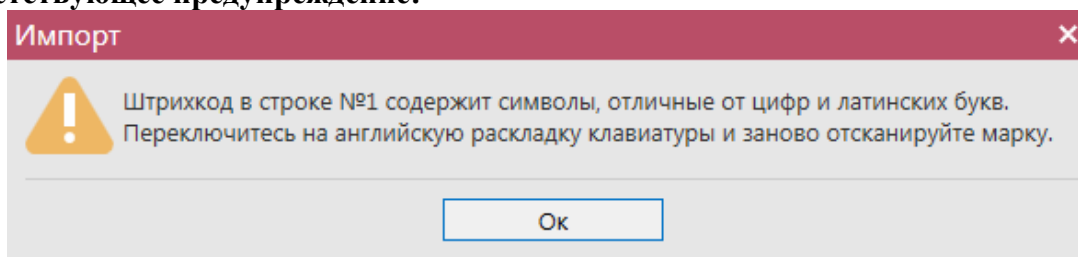 предупреждение.
Импорт
Штрихкод в строке №1 содержит символы, отличные от цифр и латинских букв.
Переключитесь на английскую раскладку клавиатуры и заново отсканируйте марку.
Ок